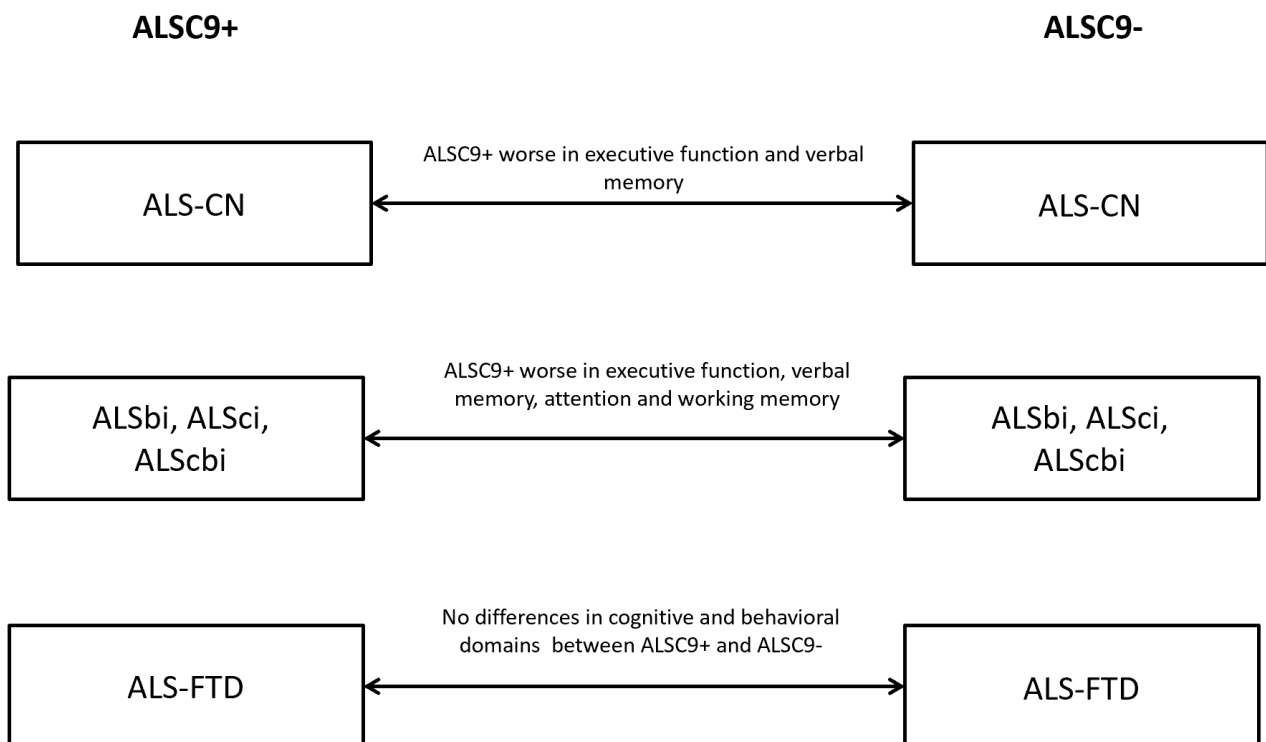 ALSC9+
ALSC9-
ALS-CN
ALSC9+ worse in executive function and verbal
memory
ALS-CN
ALSbi, ALSci,
ALScbi
ALSC9+ worse in executive function, verbal
memory, attention and working memory
ALSbi, ALSci,
ALScbi
ALS-FTD
No differences in cognitive and behavioral
domains between ALSC9+ and ALSC9-
ALS-FTD